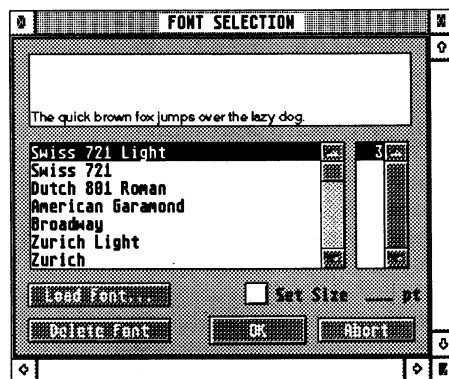 FONT SELECTION
The quick brown fox jumps over the lazy dog.
Swiss 721 Light
3
Swiss 721
Dutch 801 Roman
American Garamond
Broadway
Zurich Light
Zurich
Load Font...
Set Size ___ pt
Delete Font
OK
Abort